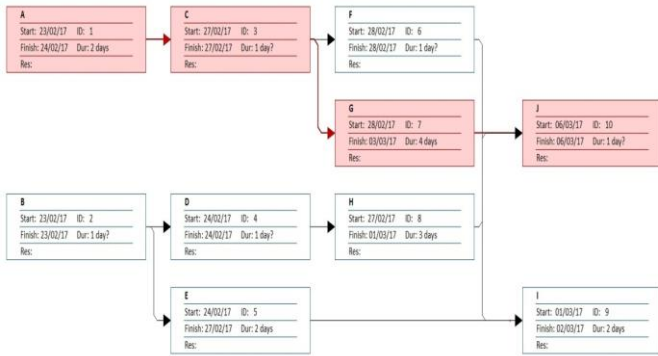 A
Start: 23/02/17 ID: 1
Finish: 24/02/17 Dur: 2 days
Res:
C
Start: 27/02/17 ID: 3
Finish: 27/02/17 Dur: 1 day?
Res:
F
Start: 28/02/17 ID: 6
Finish: 28/02/17 Dur: 1 day?
Res:
G
Start: 28/02/17 ID: 7
Finish: 03/03/17 Dur: 4 days
Res:
J
Start: 06/03/17 ID: 10
Finish: 06/03/17 Dur: 1 day?
Res:
B
Start: 23/02/17 ID: 2
Finish: 23/02/17 Dur: 1 day?
Res:
D
Start: 24/02/17 ID: 4
Finish: 24/02/17 Dur: 1 day?
Res:
H
Start: 27/02/17 ID: 8
Finish: 01/03/17 Dur: 3 days
Res:
E
Start: 24/02/17 ID: 5
Finish: 27/02/17 Dur: 2 days
Res:
I
Start: 01/03/17 ID: 9
Finish: 02/03/17 Dur: 2 days
Res: